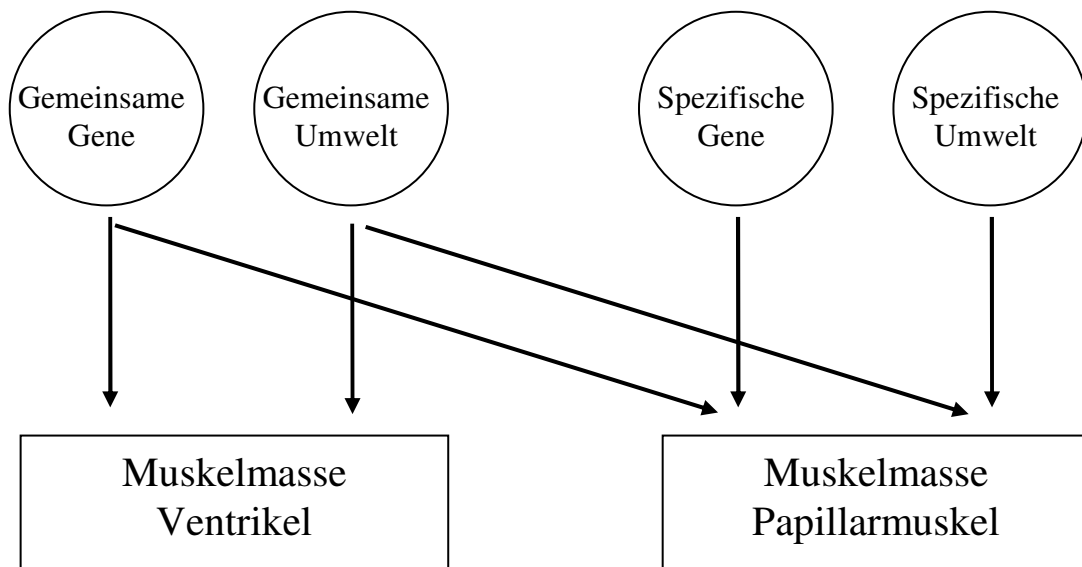 Gemeinsame
Gene
Gemeinsame
Umwelt
Spezifische
Gene
Spezifische
Umwelt
Muskelmasse
Ventrikel
Muskelmasse
Papillarmuskel